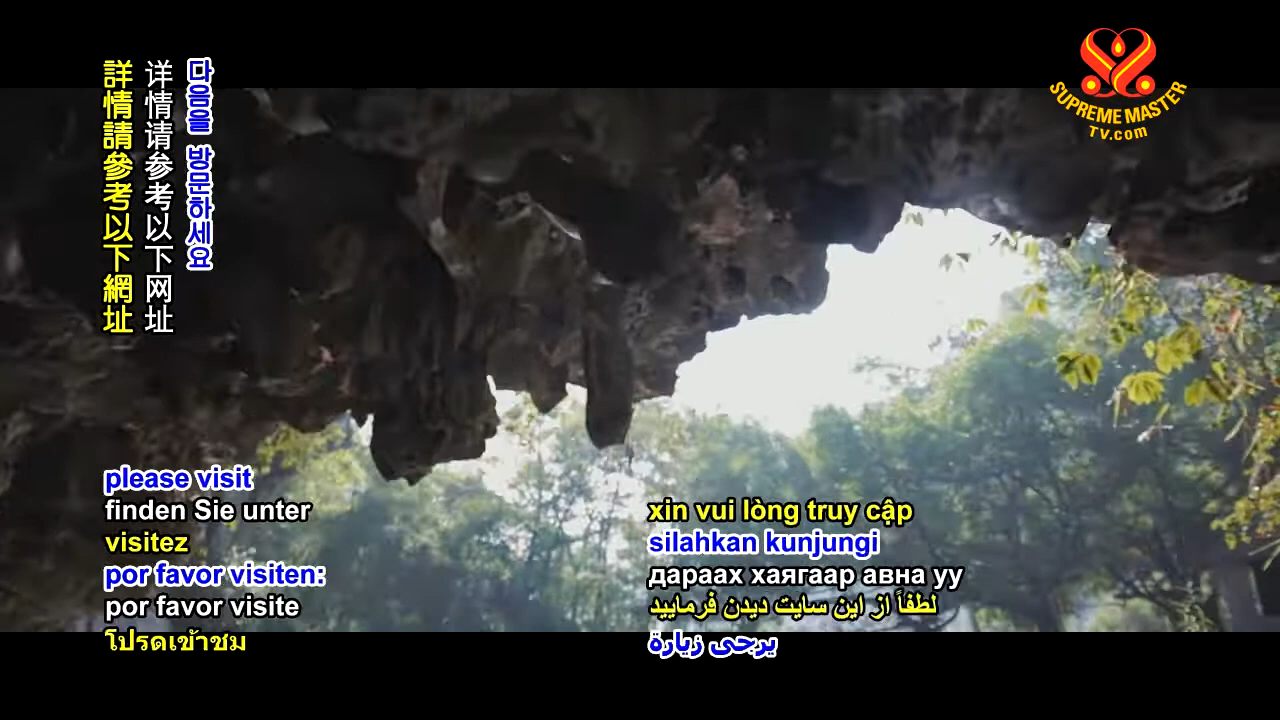 詳情請參考以下網址
详情请参考以下网址
다음을 방문하세요
SUPREME MASTER
TV.com
please visit
finden Sie unter
visitez
por favor visiten:
por favor visite
โปรดเข้าชม
xin vui lòng truy cập
silahkan kunjungi
дараах хаягаар авна уу
لطفاً از این سایت دیدن فرمایید
يرجى زيارة